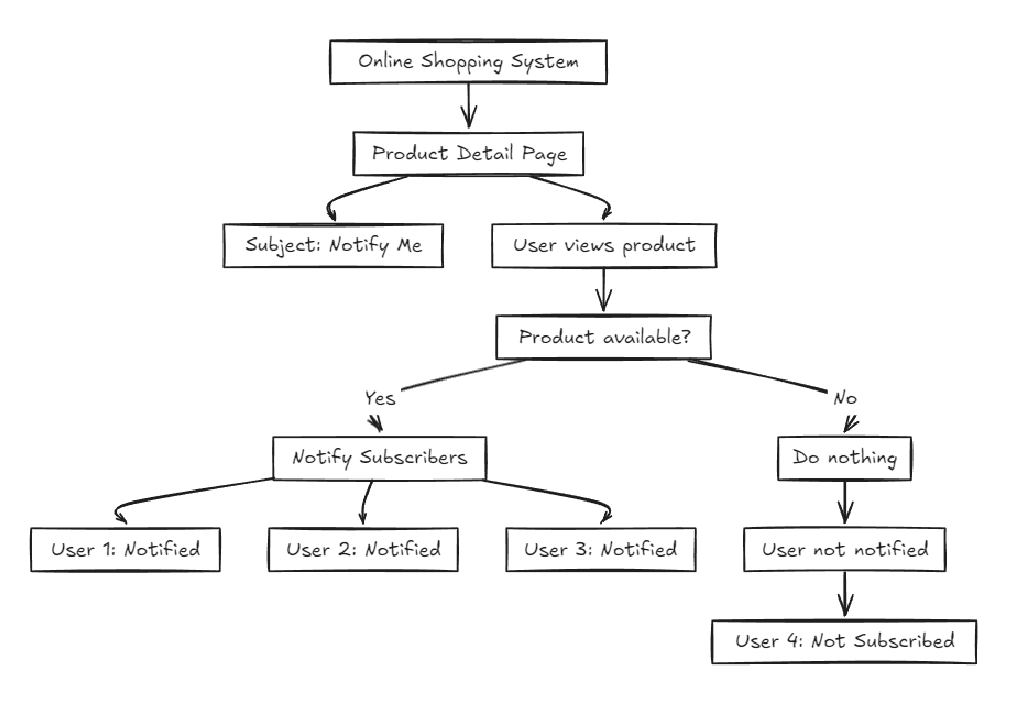 Online Shopping System
Product Detail Page
Subject: Notify Me
User views product
Product available?
Yes
No
Notify Subscribers
Do nothing
User 1: Notified
User 2: Notified
User 3: Notified
User not notified
User 4: Not Subscribed